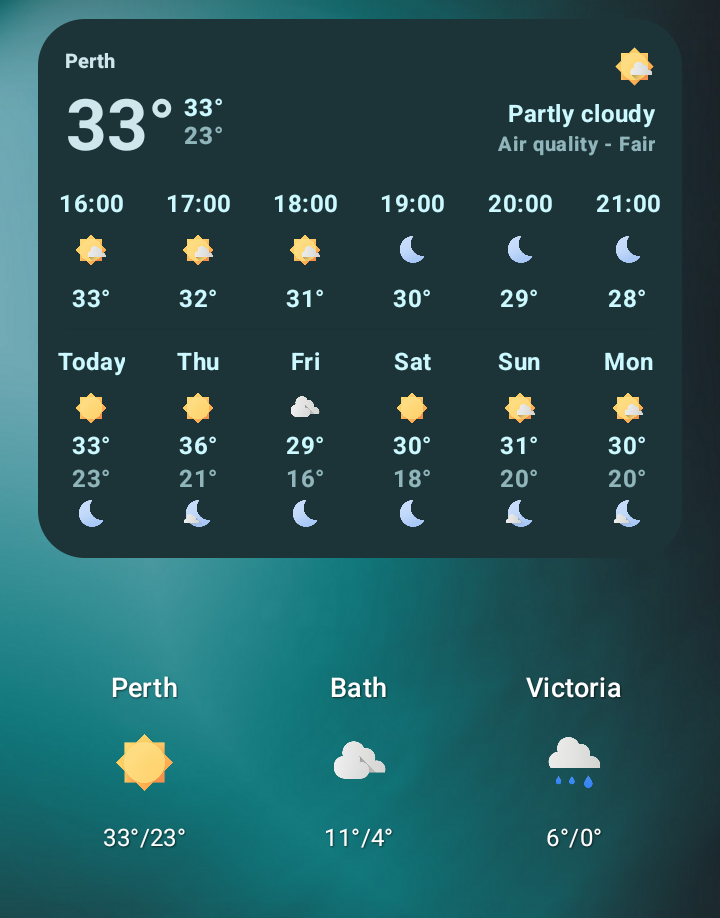 Perth
33° 33°
23°
Partly cloudy
Air quality - Fair
16:00 17:00 18:00 19:00 20:00 21:00
33° 32° 31° 30° 29° 28°
Today Thu Fri Sat Sun Mon
33° 36° 29° 30° 31° 30°
23° 21° 16° 18° 20° 20°
Perth Bath Victoria
33°/23° 11°/4° 6°/0°